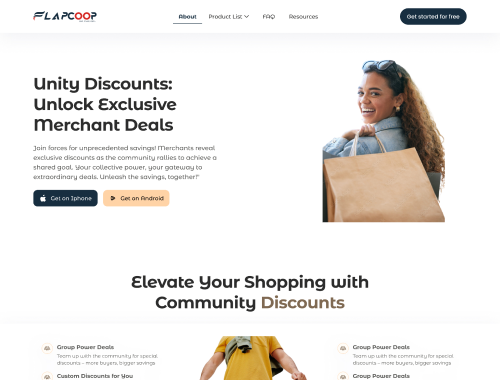 FLAPCOOP
About
Product List
FAQ
Resources
Get started for free
Unity Discounts:
Unlock Exclusive
Merchant Deals
Join forces for unprecedented savings! Merchants reveal
exclusive discounts as the community rallies to achieve a
shared goal. Your collective power, your gateway to
extraordinary deals. Unleash the savings, together!"
Get on Iphone
Get on Android
Elevate Your Shopping with
Community Discounts
Group Power Deals
Team up with the community for special
discounts – more buyers, bigger savings
Custom Discounts for You
Group Power Deals
Team up with the community for special
discounts – more buyers, bigger savings
Group Power Deals